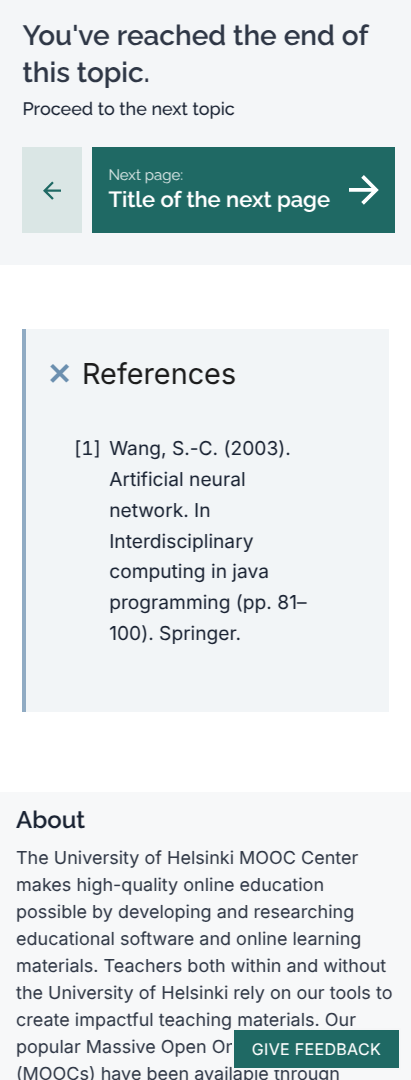 You've reached the end of
this topic.
Proceed to the next topic
Next page:
Title of the next page
References
[1] Wang, S.-C. (2003).
Artificial neural
network. In
Interdisciplinary
computing in java
programming (pp. 81–
100). Springer.
About
The University of Helsinki MOOC Center
makes high-quality online education
possible by developing and researching
educational software and online learning
materials. Teachers both within and without
the University of Helsinki rely on our tools to
create impactful teaching materials. Our
popular Massive Open
GIVE FEEDBACK
(MOOCs) have been available through